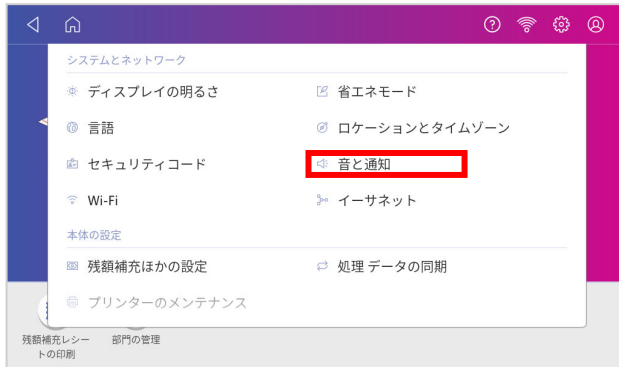 システムとネットワーク
ディスプレイの明るさ
省エネモード
言語
ロケーションとタイムゾーン
セキュリティコード
音と通知
Wi-Fi
イーサネット
本体の設定
残額補充ほかの設定
処理 データの同期
プリンターのメンテナンス
残額補充レシー
トの印刷
部門の管理